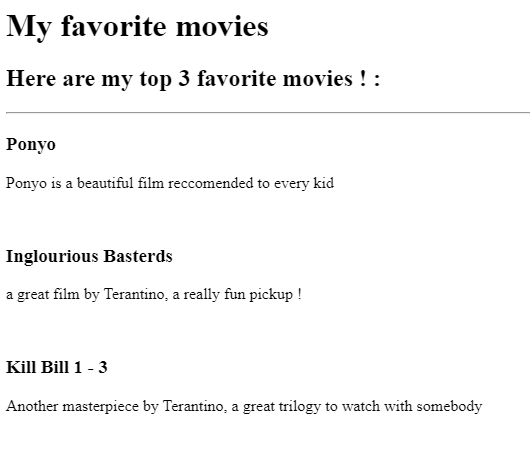 My favorite movies
Here are my top 3 favorite movies ! :
Ponyo
Ponyo is a beautiful film reccomended to every kid
Inglourious Basterds
a great film by Terantino, a really fun pickup !
Kill Bill 1 - 3
Another masterpiece by Terantino, a great trilogy to watch with somebody